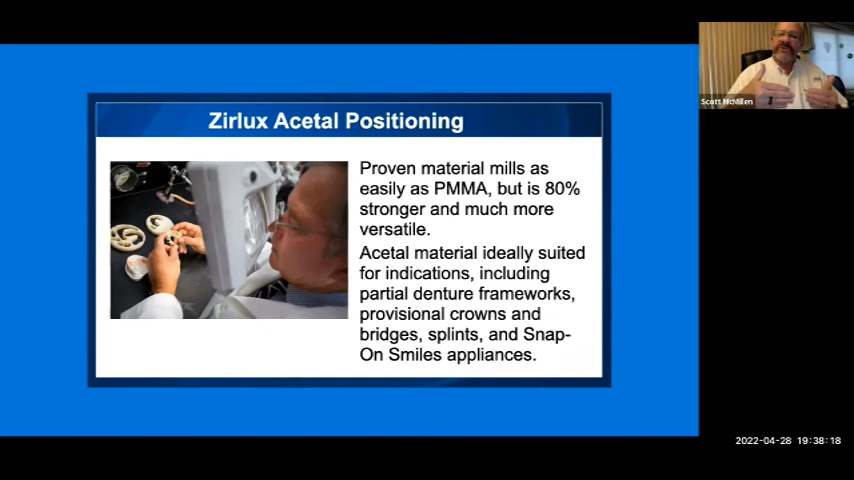 Zirlux Acetal Positioning
Proven material mills as
easily as PMMA, but is 80%
stronger and much more
versatile.
Acetal material ideally suited
for indications, including
partial denture frameworks,
provisional crowns and
bridges, splints, and Snap-
On Smiles appliances.
Scott McMillen
2022-04-28 19:38:18